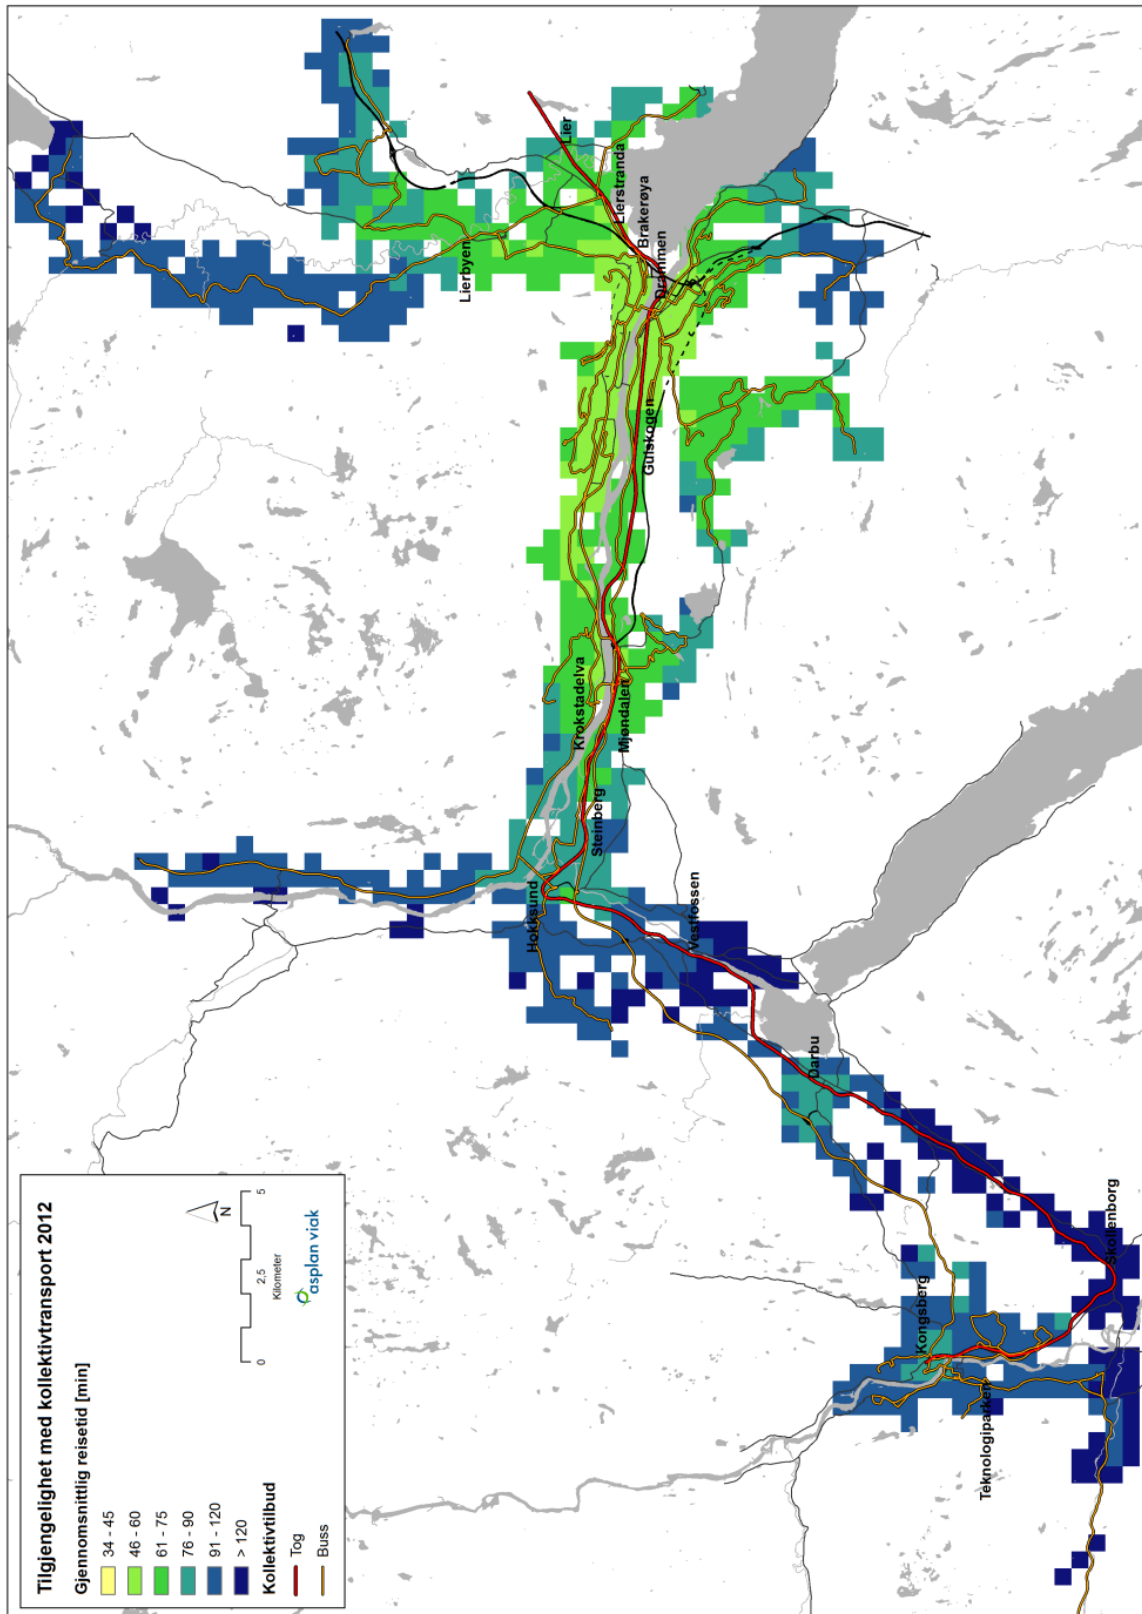 Tilgjengelighet med kollektivtransport 2012
Gjennomsnittlig reisetid [min]
34 - 45
46 - 60
61 - 75
76 - 90
91 - 120
> 120
Kollektivtilbud
Tog
Buss
N
0
2,5
5
Kilometer
asplan viak
Lierbyen
Lier
Lierstranda
Brakerøya
Drammen
Gulskogen
Krokstadelva
Mjøndalen
Steinberg
Hokksund
Vestfossen
Darbu
Skollenborg
Kongsberg
Teknologiparken